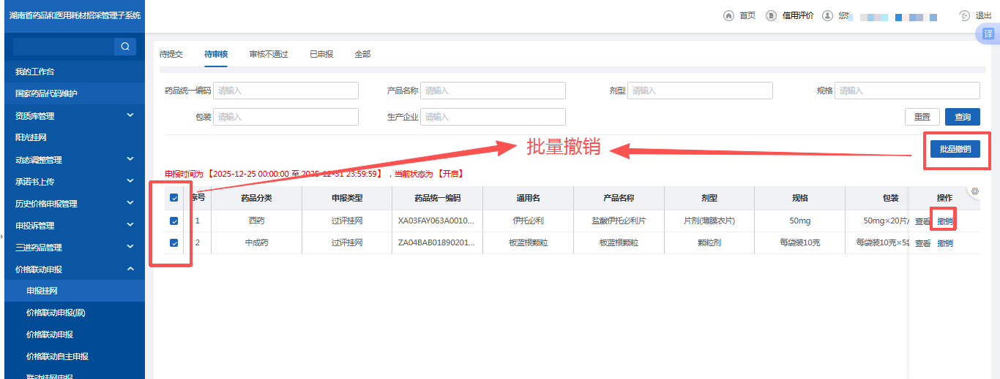 湖南省药品和医用耗材招采管理子系统
首页 信用评价 您好 退出
译
我的工作台
国家药品代码维护
资质库管理
阳光挂网
动态调整管理
承诺书上传
历史价格申报管理
申投诉管理
三进药品管理
价格联动申报
申报挂网
价格联动申报(原)
价格联动申报
价格联动自主申报
联动挂网申报
待提交 待审核 审核不通过 已申报 全部
药品统一编码 请输入 产品名称 请输入 剂型 请输入 规格 请输入
包装 请输入 生产企业 请输入 重置 查询
批量撤销
批量撤销
申报时间为 【2025-12-25 00:00:00 至 2025-12-31 23:59:59】 ，当前状态为 【开启】
序号 药品分类 申报类型 药品统一编码 通用名 产品名称 剂型 规格 包装 操作
1 西药 过评挂网 XA03FAY063A0010... 伊托必利 盐酸伊托必利片 片剂(薄膜衣片) 50mg 50mg×20片/ 查看 撤销
2 中成药 过评挂网 ZA04BAB01890201... 板蓝根颗粒 板蓝根颗粒 颗粒剂 每袋装10克 每袋装10克×5袋 查看 撤销